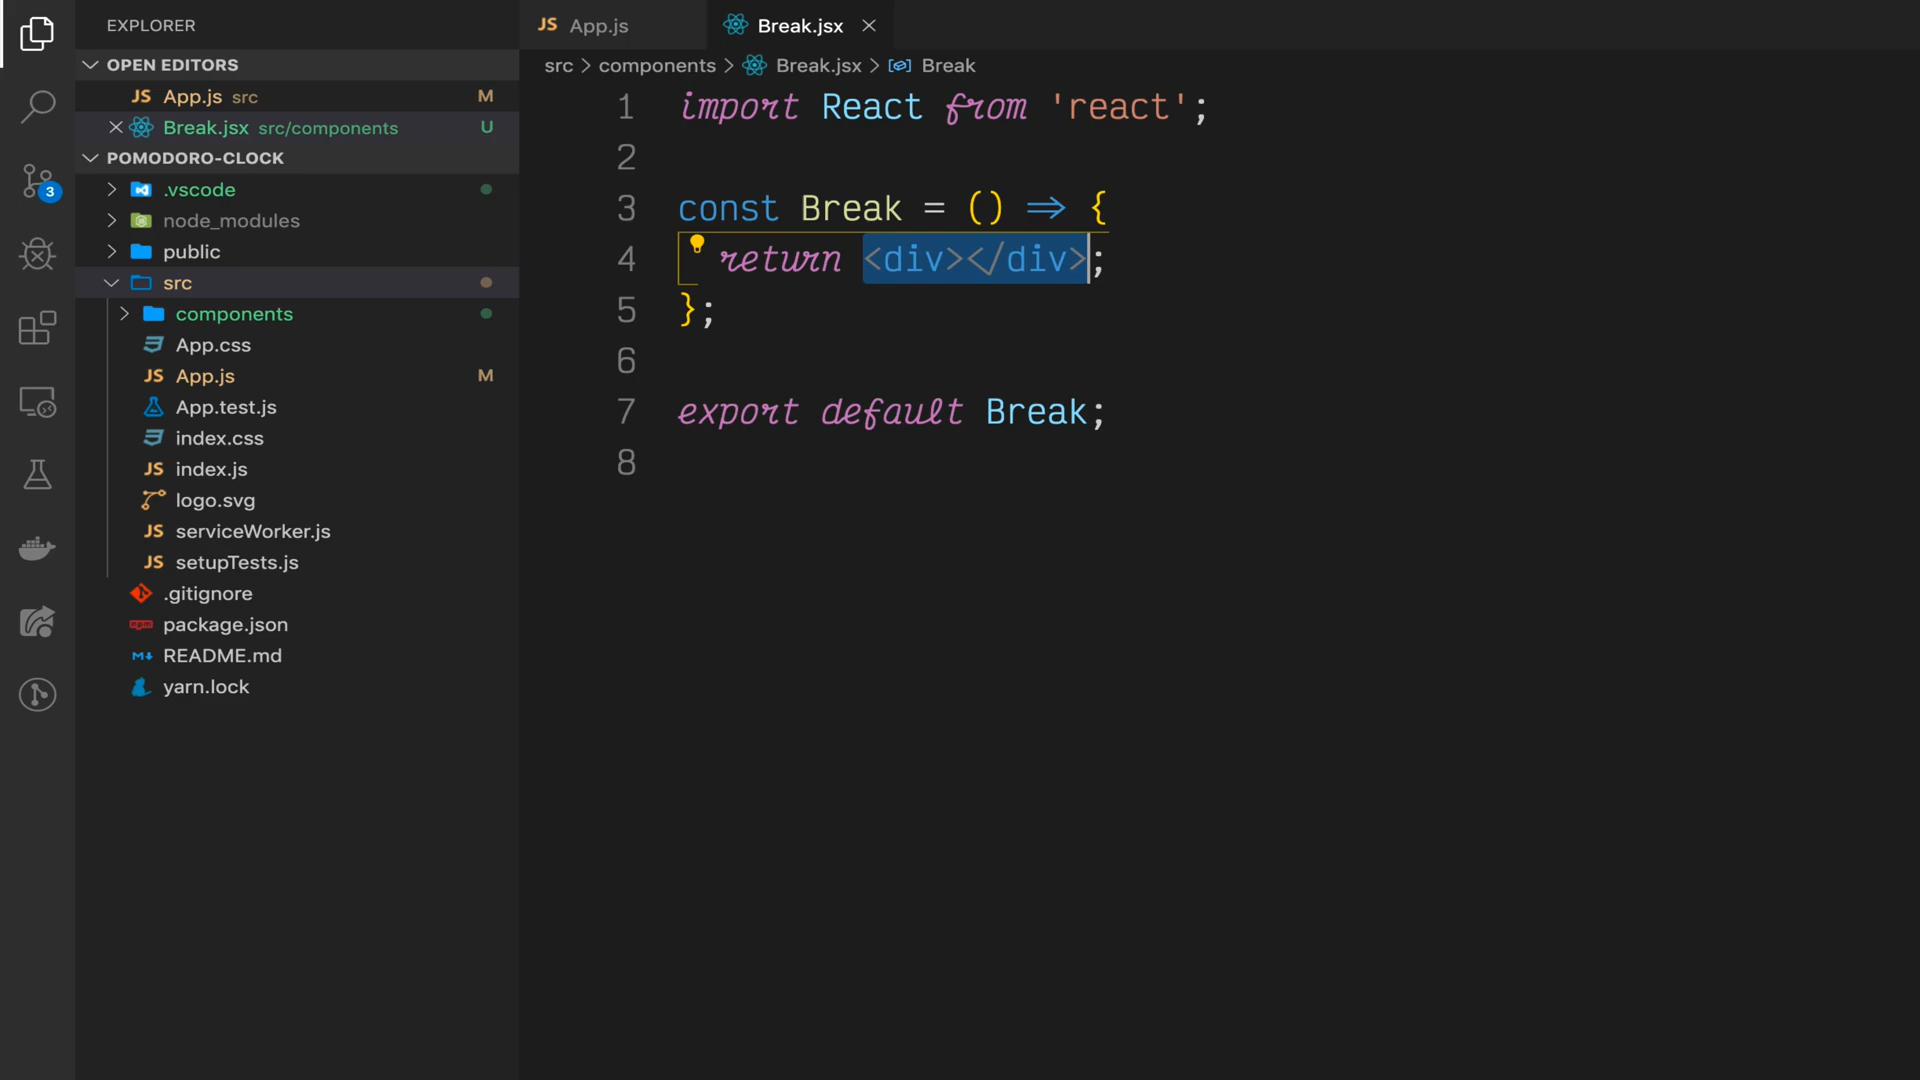 EXPLORER
OPEN EDITORS
JS App.js src M
Break.jsx src/components U
POMODORO-CLOCK
.vscode
node_modules
public
src
components
App.css
JS App.js M
App.test.js
index.css
JS index.js
logo.svg
JS serviceWorker.js
JS setupTests.js
.gitignore
npm package.json
M README.md
yarn.lock
3
JS App.js
Break.jsx
src > components > Break.jsx > Break
1 import React from 'react';
2
3 const Break = () => {
4 return <div></div>;
5 };
6
7 export default Break;
8